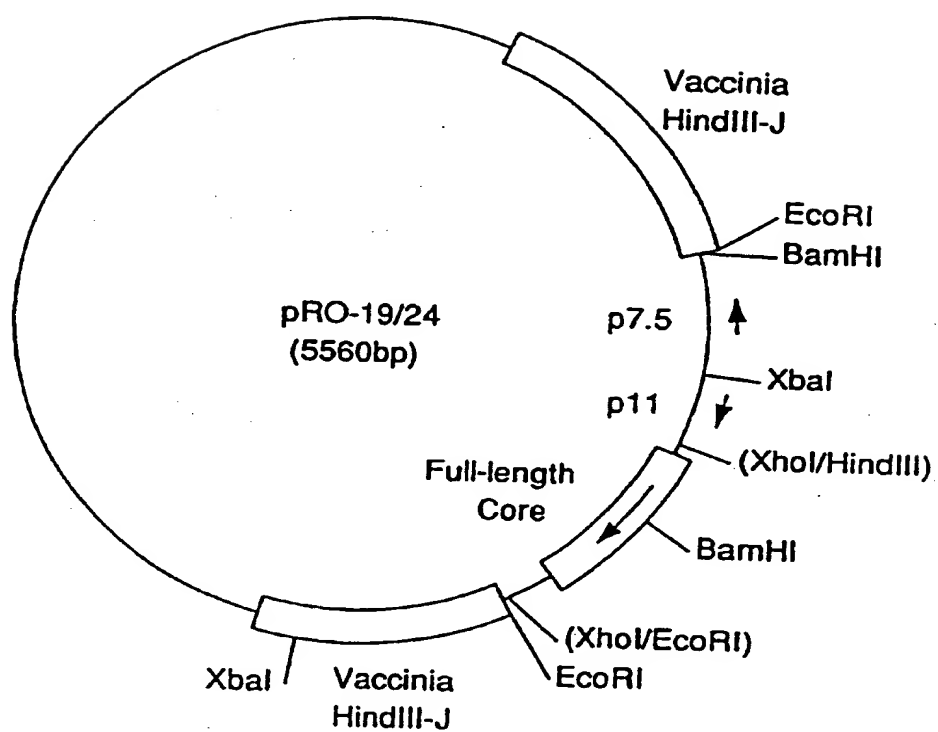 Vaccinia
HindIII-J
EcoRI
BamHI
pRO-19/24
(5560bp)
p7.5
XbaI
p11
(XhoI/HindIII)
Full-length
Core
BamHI
(XhoI/EcoRI)
EcoRI
XbaI
Vaccinia
HindIII-J